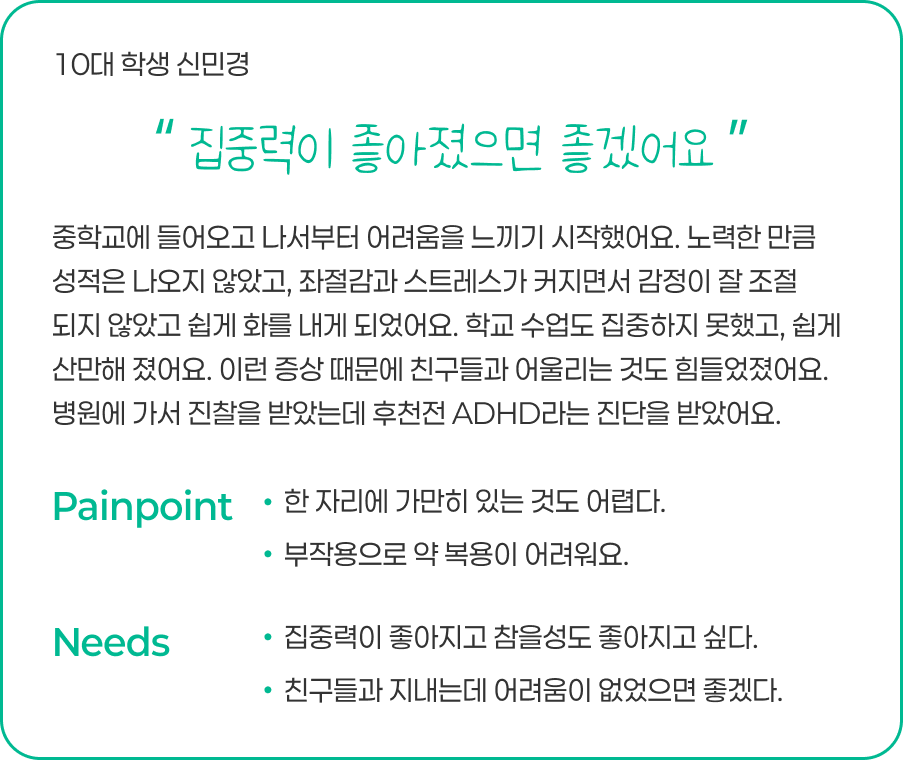 10대 학생 신민경
“ 집중력이 좋아졌으면 좋겠어요 ”
중학교에 들어오고 나서부터 어려움을 느끼기 시작했어요. 노력한 만큼
성적은 나오지 않았고, 좌절감과 스트레스가 커지면서 감정이 잘 조절
되지 않았고 쉽게 화를 내게 되었어요. 학교 수업도 집중하지 못했고, 쉽게
산만해 졌어요. 이런 증상 때문에 친구들과 어울리는 것도 힘들었졌어요.
병원에 가서 진찰을 받았는데 후천전 ADHD라는 진단을 받았어요.
Painpoint
• 한 자리에 가만히 있는 것도 어렵다.
• 부작용으로 약 복용이 어려워요.
Needs
• 집중력이 좋아지고 참을성도 좋아지고 싶다.
• 친구들과 지내는데 어려움이 없었으면 좋겠다.